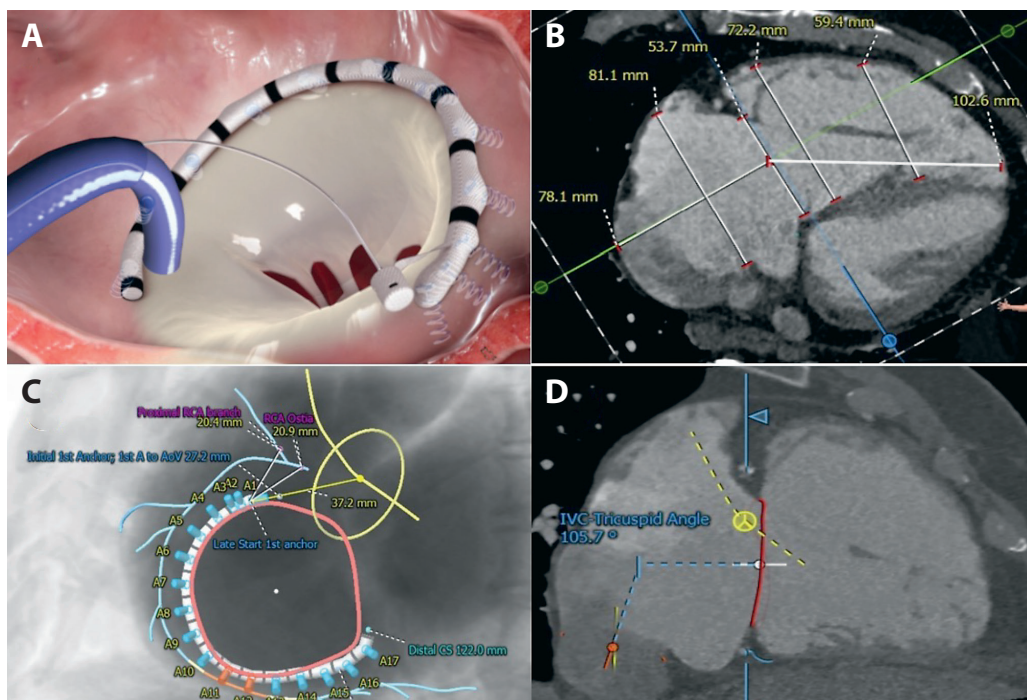 A
B
72.2 mm
59.4 mm
53.7 mm
81.1 mm
102.6 mm
78.1 mm
C
Proximal RCA branch
20.4 mm
RCA Ostia
20.9 mm
Initial 1st Anchor; 1st A to AoV 27.2 mm
37.2 mm
A1
A2
A3
A4
A5
Late Start 1st anchor
A6
A7
A8
A9
A10
A11
A14
A15
A16
A17
Distal CS 122.0 mm
D
IVC-Tricuspid Angle
105.7 °